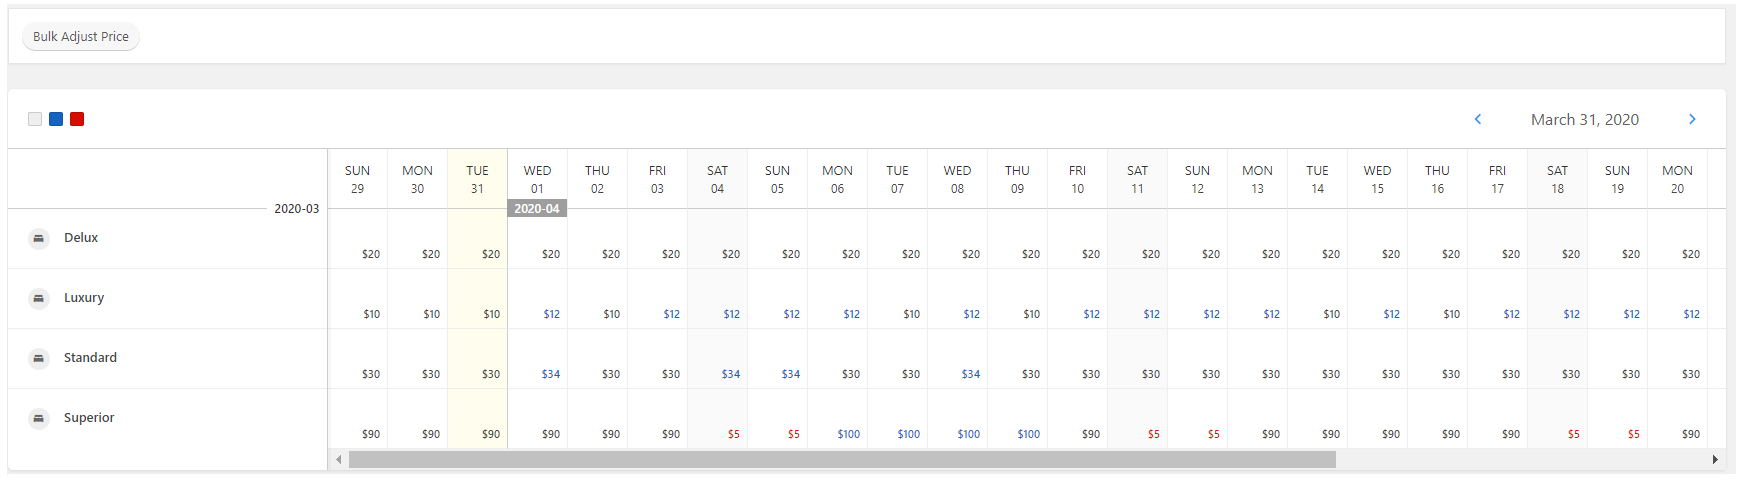 Bulk Adjust Price
March 31, 2020
SUN MON TUE WED THU FRI SAT SUN MON TUE WED THU FRI SAT SUN MON TUE WED THU FRI SAT SUN MON
29 30 31 01 02 03 04 05 06 07 08 09 10 11 12 13 14 15 16 17 18 19 20
2020-03 2020-04
Delux
$20 $20 $20 $20 $20 $20 $20 $20 $20 $20 $20 $20 $20 $20 $20 $20 $20 $20 $20 $20 $20 $20 $20
Luxury
$10 $10 $10 $12 $10 $12 $12 $12 $12 $10 $12 $10 $12 $12 $12 $12 $10 $12 $10 $12 $12 $12 $12
Standard
$30 $30 $30 $34 $30 $30 $34 $34 $30 $30 $34 $30 $30 $30 $30 $30 $30 $30 $30 $30 $30 $30 $30
Superior
$90 $90 $90 $90 $90 $90 $5 $5 $100 $100 $100 $100 $90 $5 $5 $90 $90 $90 $90 $90 $5 $5 $90